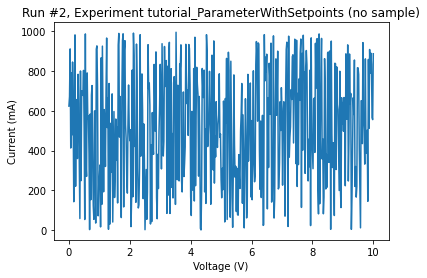 Run #2, Experiment tutorial_ParameterWithSetpoints (no sample)
1000
800
600
400
200
0
Current (mA)
0 2 4 6 8 10
Voltage (V)